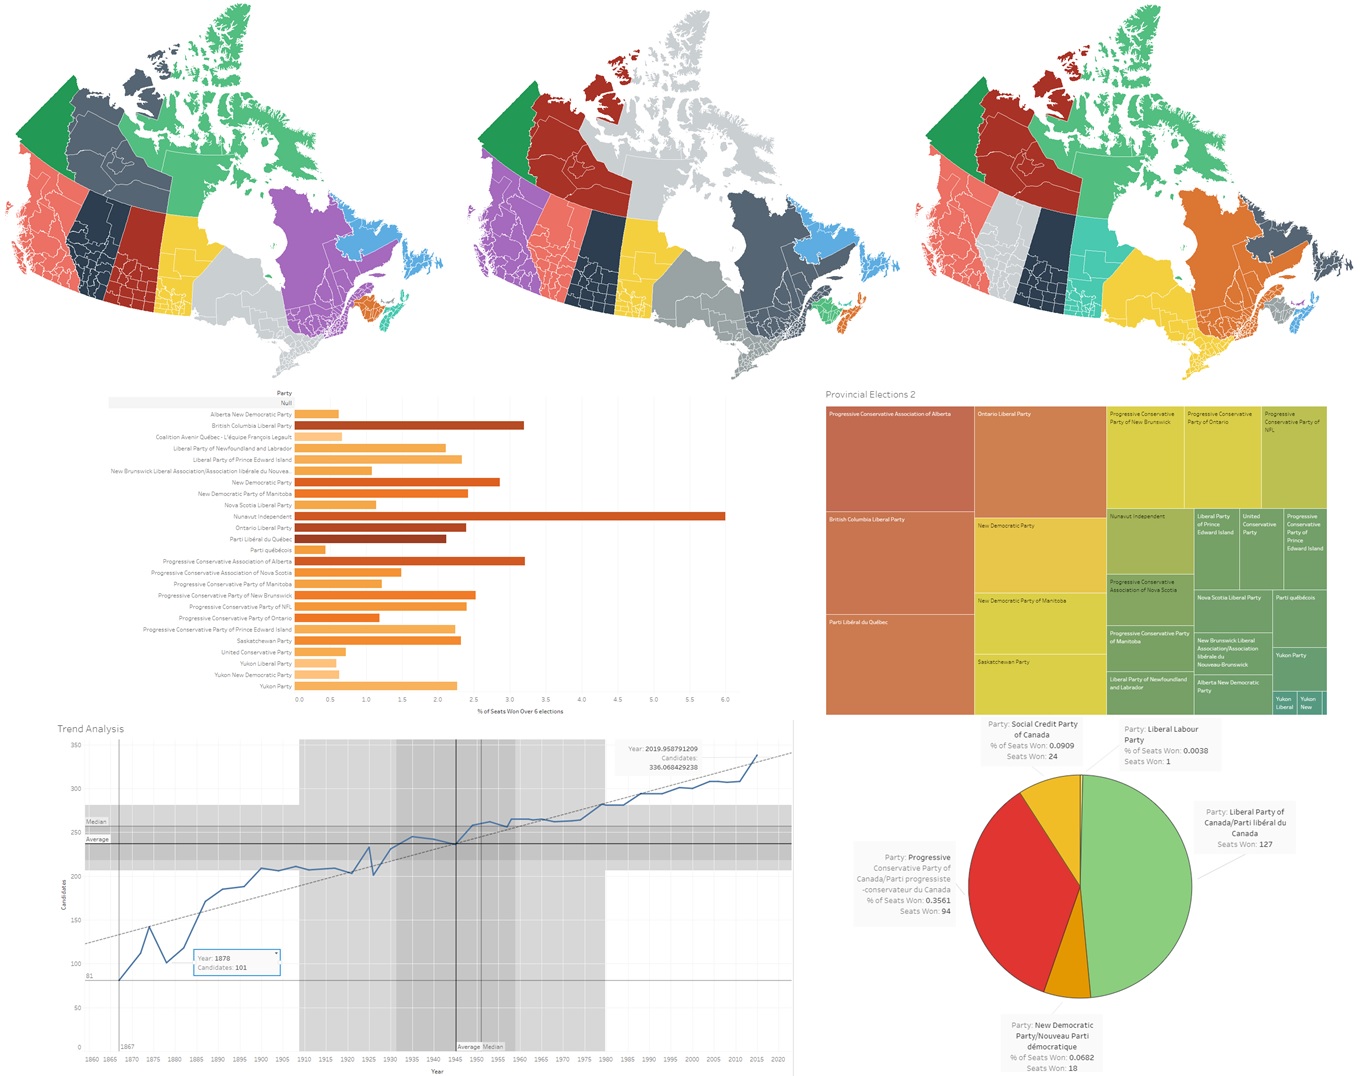 Party
Null
Alberta New Democratic Party
British Columbia Liberal Party
Coalition Avenir Québec - L'équipe François Legault
Liberal Party of Newfoundland and Labrador
Liberal Party of Prince Edward Island
New Brunswick Liberal Association/Association libérale du Nouvea..
New Democratic Party
New Democratic Party of Manitoba
Nova Scotia Liberal Party
Nunavut Independent
Ontario Liberal Party
Parti Libéral du Québec
Parti québécois
Progressive Conservative Association of Alberta
Progressive Conservative Association of Nova Scotia
Progressive Conservative Party of Manitoba
Progressive Conservative Party of New Brunswick
Progressive Conservative Party of NFL
Progressive Conservative Party of Ontario
Progressive Conservative Party of Prince Edward Island
Saskatchewan Party
United Conservative Party
Yukon Liberal Party
Yukon New Democratic Party
Yukon Party
0.0 0.5 1.0 1.5 2.0 2.5 3.0 3.5 4.0 4.5 5.0 5.5 6.0
% of Seats Won Over 6 elections
Provincial Elections 2
Progressive Conservative Association of Alberta
British Columbia Liberal Party
Parti Libéral du Québec
Ontario Liberal Party
New Democratic Party
New Democratic Party of Manitoba
Saskatchewan Party
Progressive Conservative
Party of New Brunswick
Progressive Conservative
Party of Ontario
Progressive
Conservative Party of
NFL
Nunavut Independent
Progressive Conservative
Association of Nova Scotia
Progressive Conservative Party
of Manitoba
Liberal Party of Newfoundland
and Labrador
Liberal Party
of Prince
Edward Island
United
Conservative
Party
Progressive
Conservative
Party of
Prince
Edward Island
Nova Scotia Liberal Party
New Brunswick Liberal
Association/Association
libérale du
Nouveau-Brunswick
Alberta New Democratic
Party
Parti québécois
Yukon Party
Yukon
Liberal
Yukon
New
Trend Analysis
350
300
250
200
150
100
50
0
Candidates
Median
Average
81
Year: 1878
Candidates: 101
Year: 2019.958791209
Candidates:
336.068429238
1867
Average Median
1860 1865 1870 1875 1880 1885 1890 1895 1900 1905 1910 1915 1920 1925 1930 1935 1940 1945 1950 1955 1960 1965 1970 1975 1980 1985 1990 1995 2000 2005 2010 2015 2020
Year
Party: Social Credit Party
of Canada
% of Seats Won: 0.0909
Seats Won: 24
Party: Liberal Labour
Party
% of Seats Won: 0.0038
Seats Won: 1
Party: Liberal Party of
Canada/Parti libéral du
Canada
Seats Won: 127
Party: Progressive
Conservative Party of
Canada/Parti progressiste
-conservateur du Canada
% of Seats Won: 0.3561
Seats Won: 94
Party: New Democratic
Party/Nouveau Parti
démocratique
% of Seats Won: 0.0682
Seats Won: 18